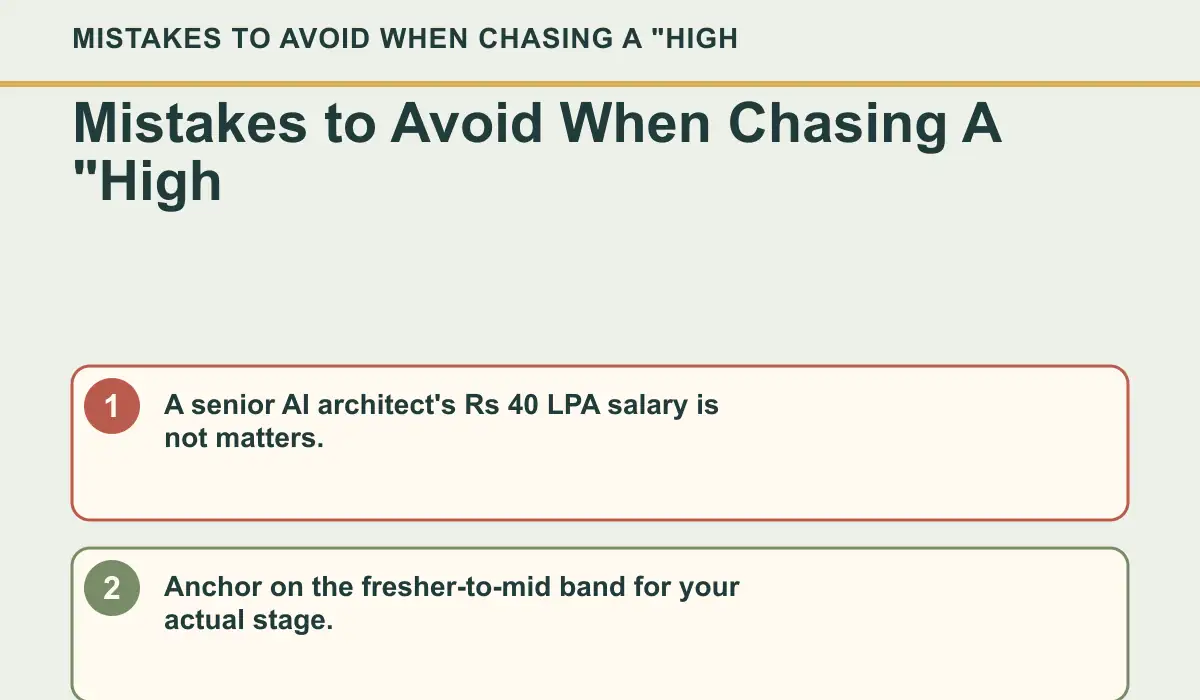 MISTAKES TO AVOID WHEN CHASING A "HIGH
Mistakes to Avoid When Chasing A
"High
1
A senior AI architect's Rs 40 LPA salary is
not matters.
2
Anchor on the fresher-to-mid band for your
actual stage.